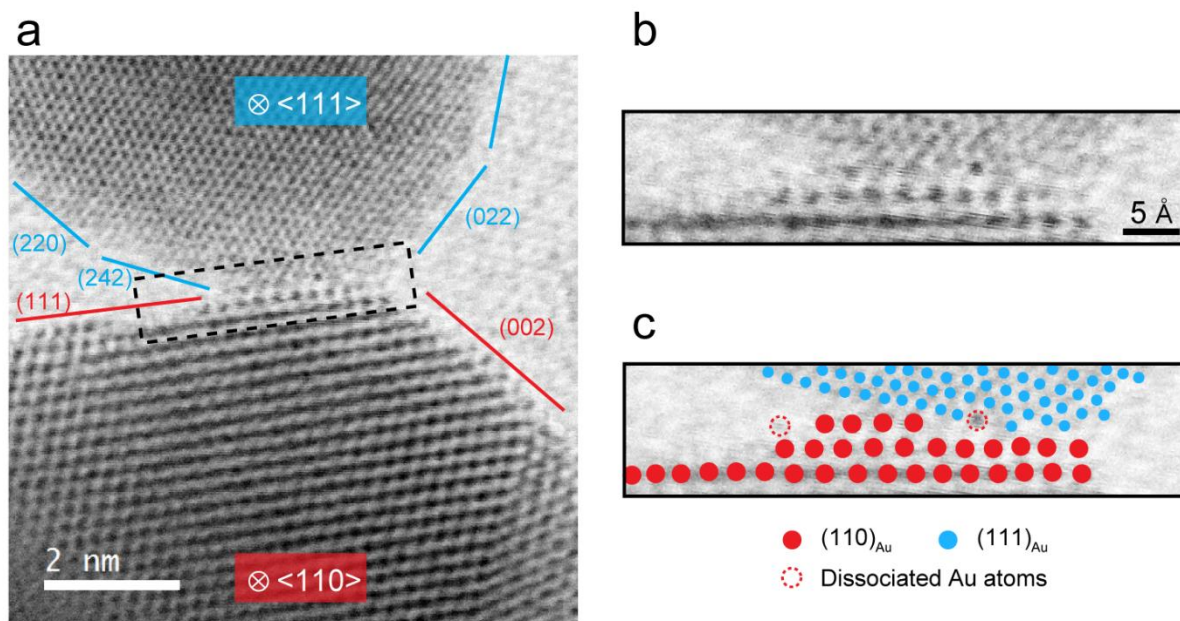 a
⊗ <111>
(220)
(022)
(242)
(111)
(002)
2 nm
⊗ <110>
b
5 Å
c
(110)Au
(111)Au
Dissociated Au atoms